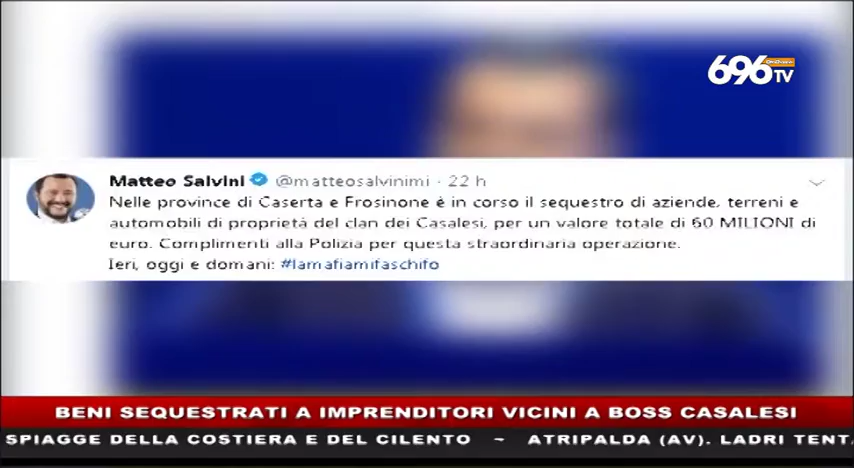 696
TV
Matteo Salvini @matteosalvinimi · 22 h
Nelle province di Caserta e Frosinone è in corso il sequestro di aziende, terreni e
automobili di proprietà del clan dei Casalesi, per un valore totale di 60 MILIONI di
euro. Complimenti alla Polizia per questa straordinaria operazione.
Ieri, oggi e domani: #lamafiamifaschifo
BENI SEQUESTRATI A IMPRENDITORI VICINI A BOSS CASALESI
SPIAGGE DELLA COSTIERA E DEL CILENTO ~ ATRIPALDA (AV). LADRI TENTA